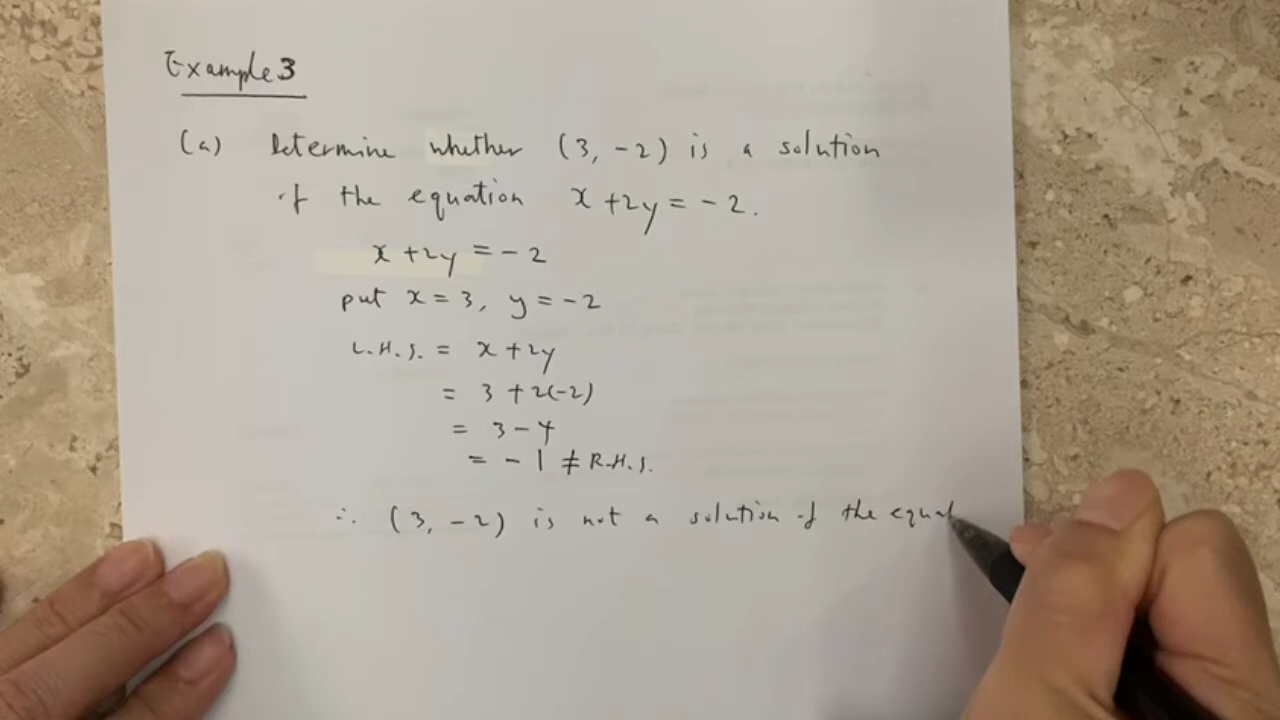 Example 3
(a) Determine whether (3, -2) is a solution
of the equation x + 2y = -2.
x + 2y = -2
put x = 3, y = -2
L.H.S. = x + 2y
= 3 + 2(-2)
= 3 - 4
= -1 ≠ R.H.S.
∴ (3, -2) is not a solution of the equat